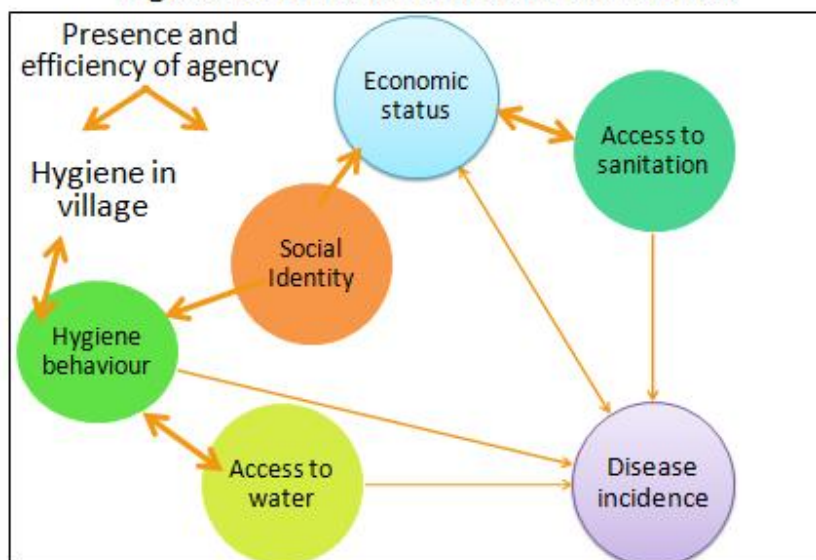 Presence and
efficiency of agency
Economic
status
Access to
sanitation
Hygiene in
village
Social
Identity
Hygiene
behaviour
Access to
water
Disease
incidence